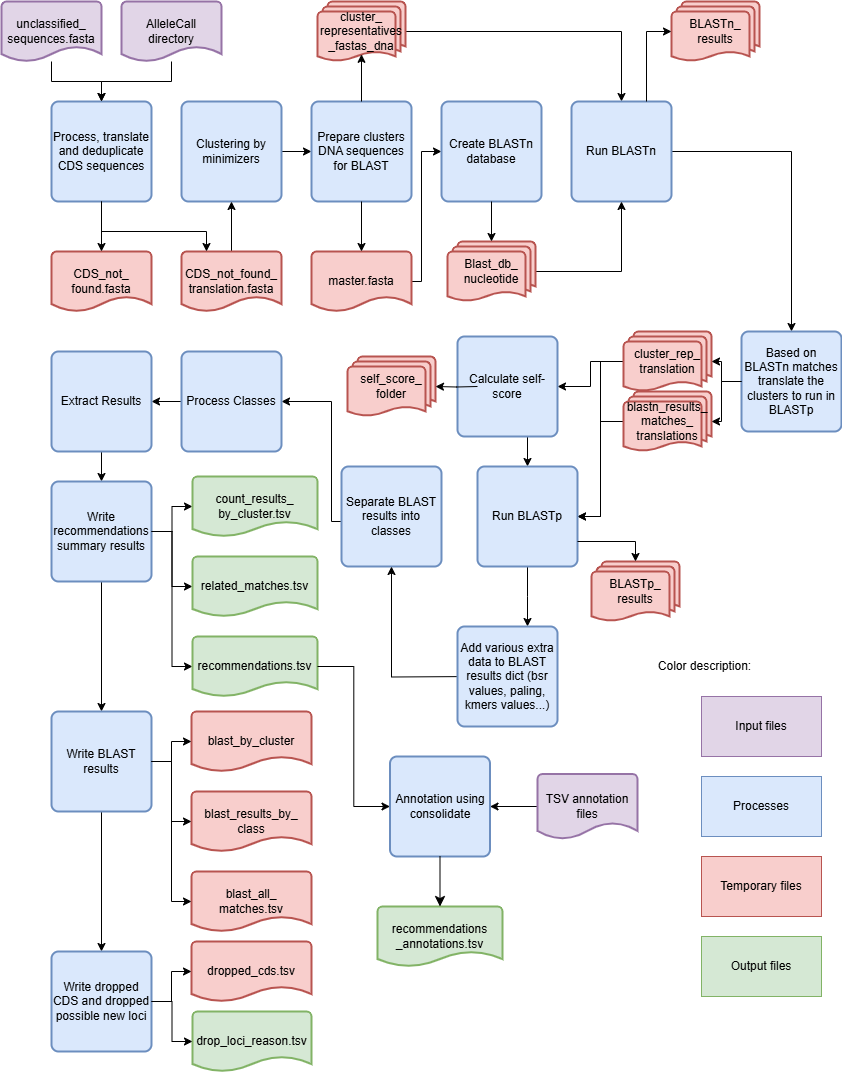 unclassified_
sequences.fasta
AlleleCall
directory
cluster_
representatives
_fastas_dna
BLASTn_
results
Process, translate
and deduplicate
CDS sequences
Clustering by
minimizers
Prepare clusters
DNA sequences
for BLAST
Create BLASTn
database
Run BLASTn
CDS_not_
found.fasta
CDS_not_found_
translation.fasta
master.fasta
Blast_db_
nucleotide
Extract Results
Process Classes
self_score_
folder
Calculate self-
score
cluster_rep_
translation
blastn_results_
matches_
translations
Based on
BLASTn matches
translate the
clusters to run in
BLASTp
Write
recommendations
summary results
count_results_
by_cluster.tsv
Separate BLAST
results into
classes
Run BLASTp
related_matches.tsv
BLASTp_
results
recommendations.tsv
Add various extra
data to BLAST
results dict (bsr
values, paling,
kmers values...)
Color description:
Write BLAST
results
blast_by_cluster
Input files
blast_results_by_
class
Annotation using
consolidate
TSV annotation
files
Processes
blast_all_
matches.tsv
Temporary files
recommendations
_annotations.tsv
Write dropped
CDS and dropped
possible new loci
dropped_cds.tsv
Output files
drop_loci_reason.tsv